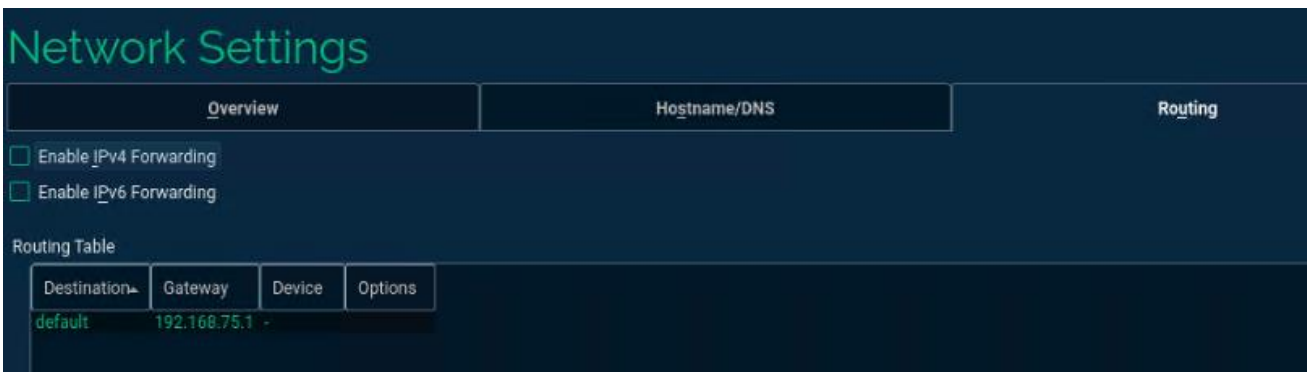 Network Settings
Overview Hostname/DNS Routing
Enable IPv4 Forwarding
Enable IPv6 Forwarding
Routing Table
Destination Gateway Device Options
default 192.168.75.1 -